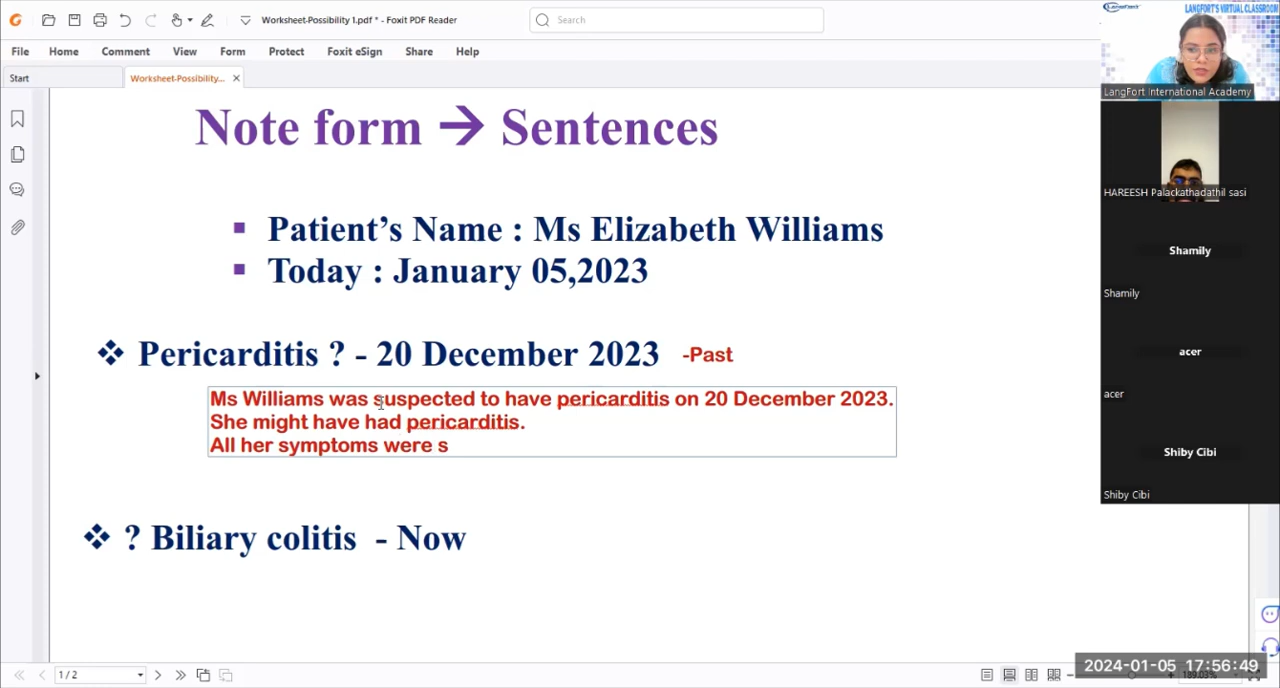 Worksheet-Possibility 1.pdf * - Foxit PDF Reader
Search
File Home Comment View Form Protect Foxit eSign Share Help
Start
Worksheet-Possibility... ×
Note form → Sentences
▪ Patient's Name : Ms Elizabeth Williams
▪ Today : January 05,2023
❖ Pericarditis ? - 20 December 2023 -Past
Ms Williams was suspected to have pericarditis on 20 December 2023.
She might have had pericarditis.
All her symptoms were s
❖ ? Biliary colitis - Now
1 / 2
LANGFORT'S VIRTUAL CLASSROOM
LangFort International Academy
HAREESH Palackathadathil sasi
Shamily
Shamily
acer
acer
Shiby Cibi
Shiby Cibi
2024-01-05 17:56:49